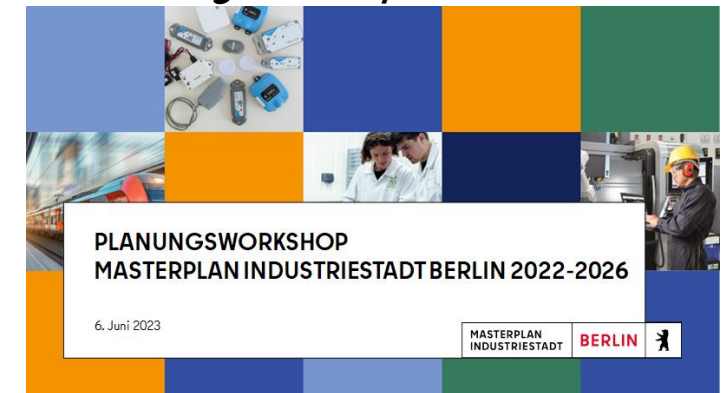 PLANUNGSWORKSHOP
MASTERPLAN INDUSTRIESTADT BERLIN 2022-2026
6. Juni 2023
MASTERPLAN
INDUSTRIESTADT
BERLIN